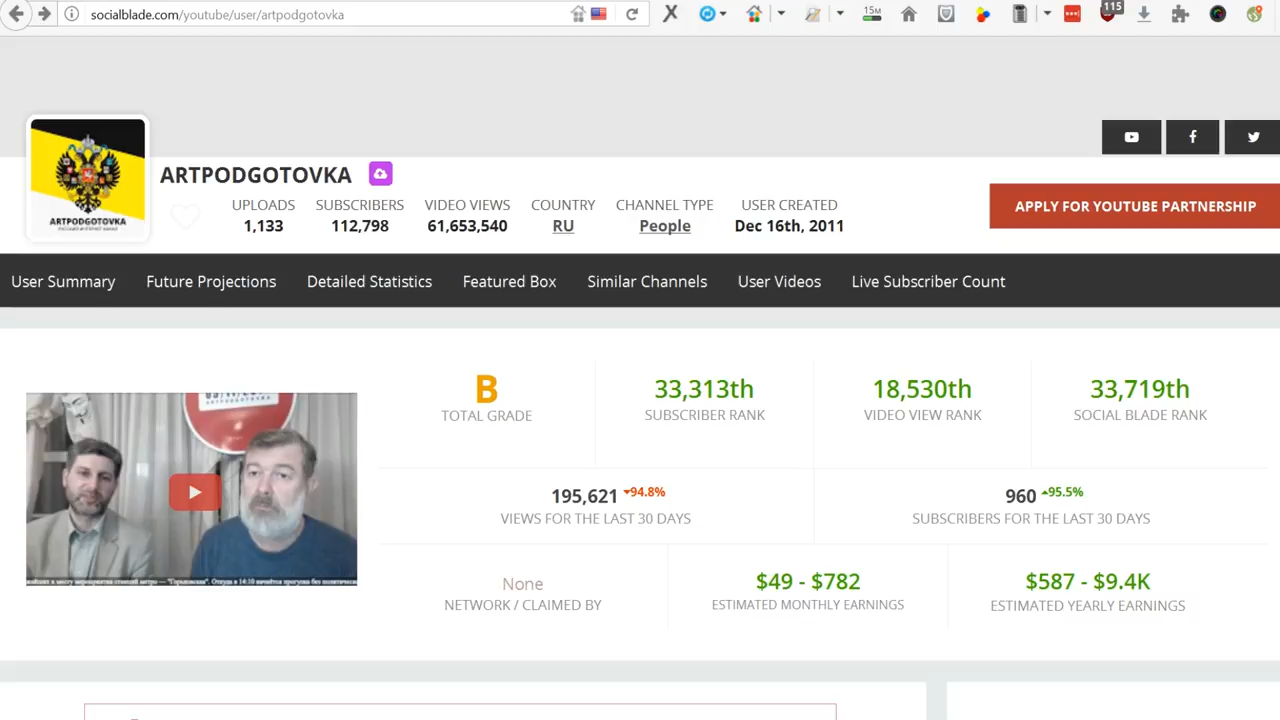 socialblade.com/youtube/user/artpodgotovka
15M
115
ARTPODGOTOVKA
ARTPODGOTOVKA
UPLOADS SUBSCRIBERS VIDEO VIEWS COUNTRY CHANNEL TYPE USER CREATED
1,133 112,798 61,653,540 RU People Dec 16th, 2011
APPLY FOR YOUTUBE PARTNERSHIP
User Summary Future Projections Detailed Statistics Featured Box Similar Channels User Videos Live Subscriber Count
B 33,313th 18,530th 33,719th
TOTAL GRADE SUBSCRIBER RANK VIDEO VIEW RANK SOCIAL BLADE RANK
195,621 94.8% 960 95.5%
VIEWS FOR THE LAST 30 DAYS SUBSCRIBERS FOR THE LAST 30 DAYS
None $49 - $782 $587 - $9.4K
NETWORK / CLAIMED BY ESTIMATED MONTHLY EARNINGS ESTIMATED YEARLY EARNINGS